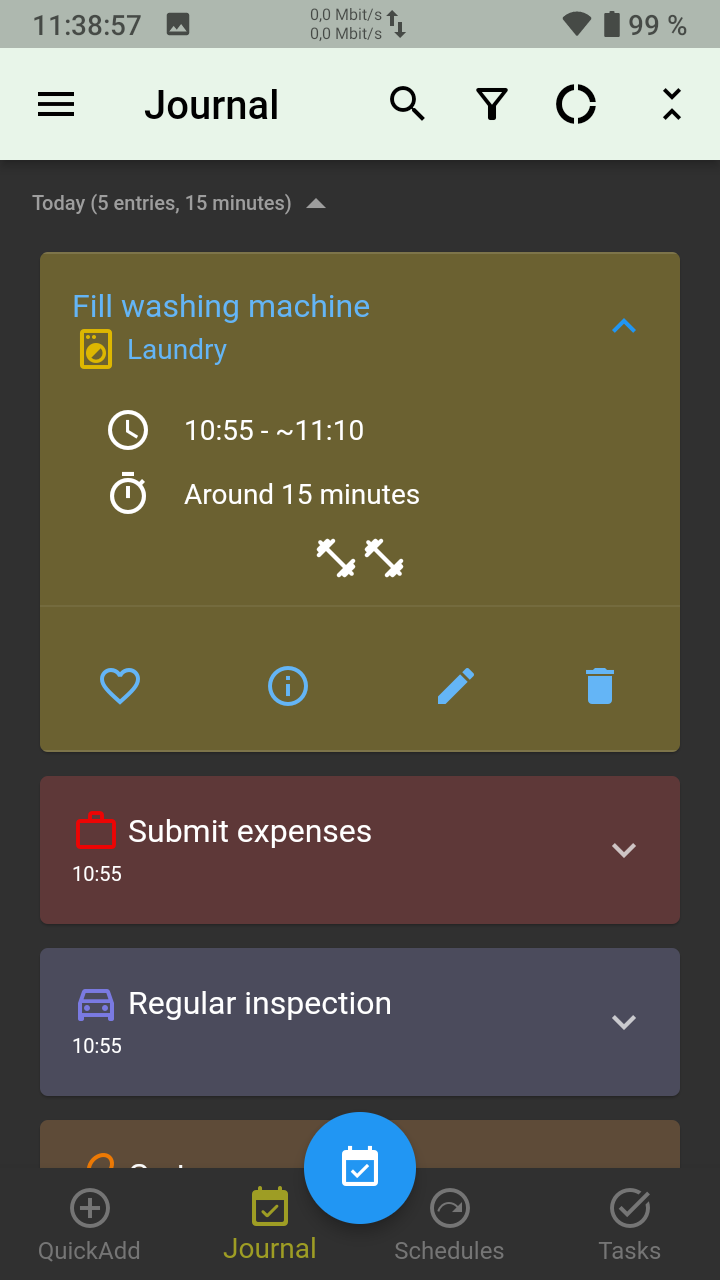 11:38:57
0,0 Mbit/s
0,0 Mbit/s
99 %
Journal
Today (5 entries, 15 minutes)
Fill washing machine
Laundry
10:55 - ~11:10
Around 15 minutes
Submit expenses
10:55
Regular inspection
10:55
QuickAdd
Journal
Schedules
Tasks